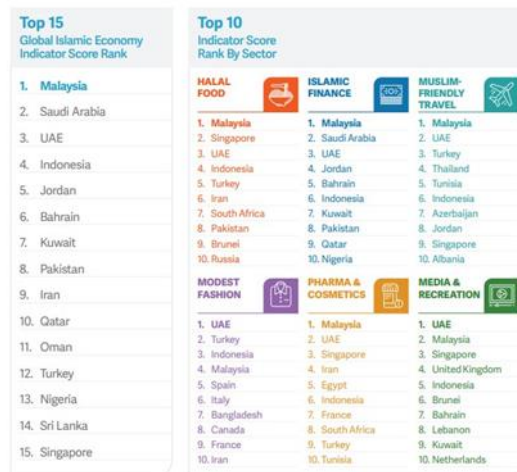 Top 15
Global Islamic Economy
Indicator Score Rank
1. Malaysia
2. Saudi Arabia
3. UAE
4. Indonesia
5. Jordan
6. Bahrain
7. Kuwait
8. Pakistan
9. Iran
10. Qatar
11. Oman
12. Turkey
13. Nigeria
14. Sri Lanka
15. Singapore
Top 10
Indicator Score
Rank By Sector
HALAL
FOOD
1. Malaysia
2. Singapore
3. UAE
4. Indonesia
5. Turkey
6. Iran
7. South Africa
8. Pakistan
9. Brunei
10. Russia
ISLAMIC
FINANCE
1. Malaysia
2. Saudi Arabia
3. UAE
4. Jordan
5. Bahrain
6. Indonesia
7. Kuwait
8. Pakistan
9. Qatar
10. Nigeria
MUSLIM-
FRIENDLY
TRAVEL
1. Malaysia
2. UAE
3. Turkey
4. Thailand
5. Tunisia
6. Indonesia
7. Azerbaijan
8. Jordan
9. Singapore
10. Albania
MODEST
FASHION
1. UAE
2. Turkey
3. Indonesia
4. Malaysia
5. Spain
6. Italy
7. Bangladesh
8. Canada
9. France
10. Iran
PHARMA &
COSMETICS
1. Malaysia
2. UAE
3. Singapore
4. Iran
5. Egypt
6. Indonesia
7. France
8. South Africa
9. Turkey
10. Tunisia
MEDIA &
RECREATION
1. UAE
2. Malaysia
3. Singapore
4. United Kingdom
5. Indonesia
6. Brunei
7. Bahrain
8. Lebanon
9. Kuwait
10. Netherlands